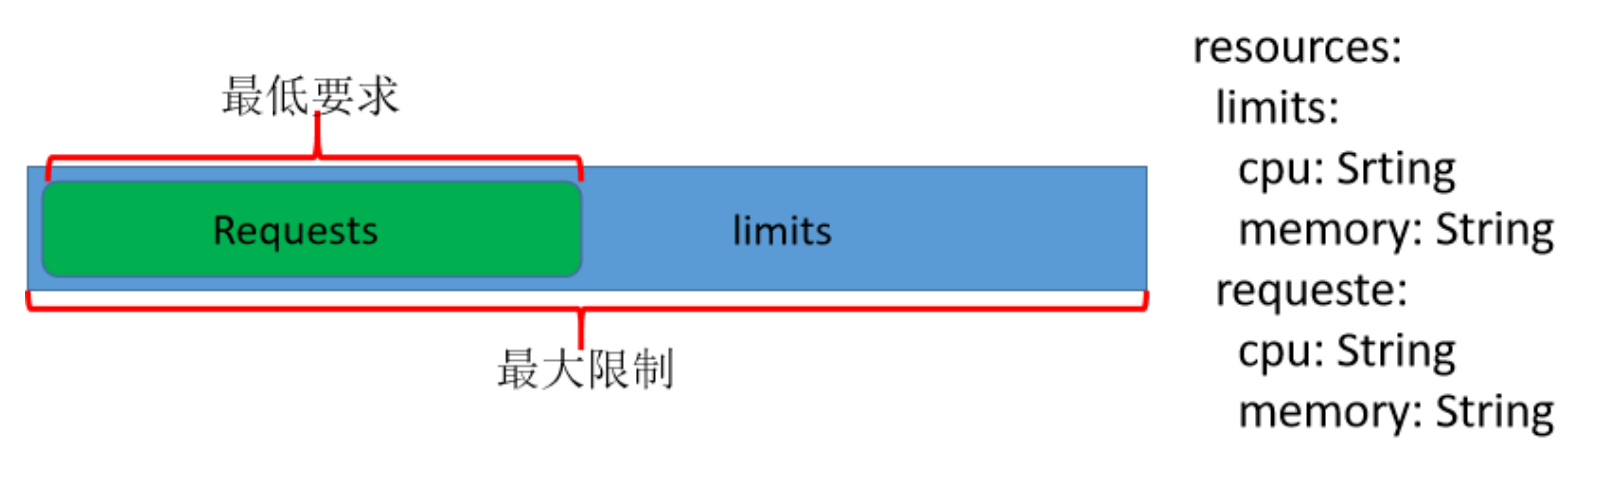 最低要求
Requests
limits
最大限制
resources:
limits:
cpu: Srting
memory: String
requeste:
cpu: String
memory: String